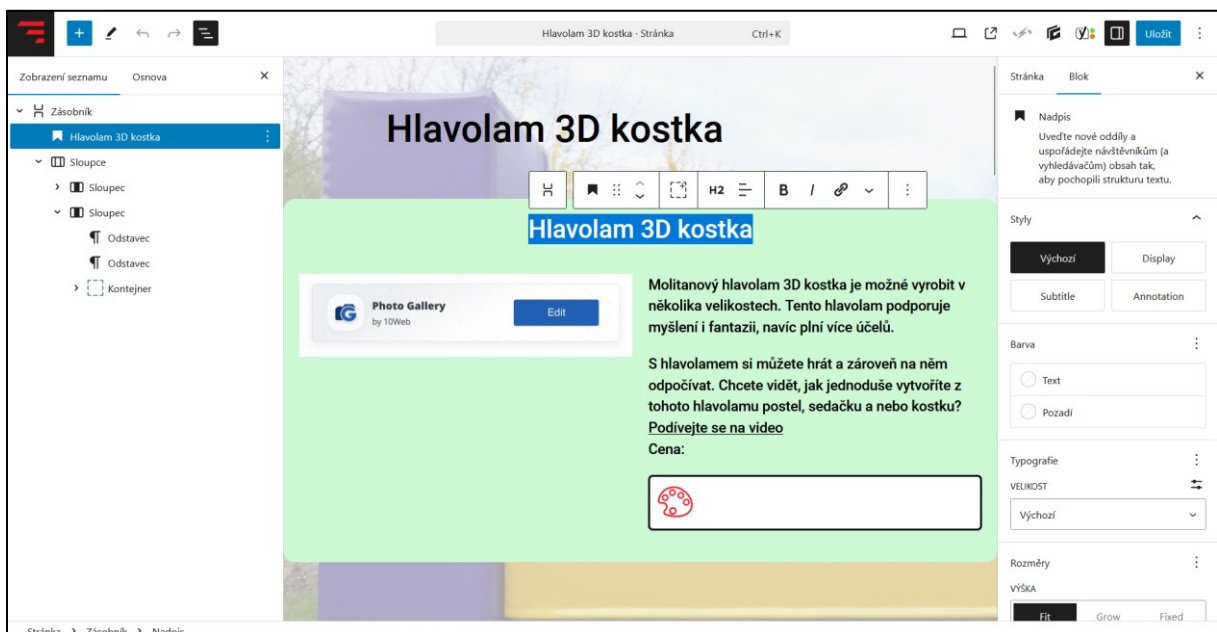 Hlavolam 3D kostka · Stránka Ctrl+K
Uložit
Zobrazení seznamu Osnova
Zásobník
Hlavolam 3D kostka
Sloupce
Sloupec
Sloupec
Odstavec
Odstavec
Kontejner
Hlavolam 3D kostka
H2 B I
Hlavolam 3D kostka
Photo Gallery
by 10Web
Edit
Molitanový hlavolam 3D kostka je možné vyrobit v
několika velikostech. Tento hlavolam podporuje
myšlení i fantazii, navíc plní více účelů.
S hlavolamem si můžete hrát a zároveň na něm
odpočívat. Chcete vidět, jak jednoduše vytvoříte z
tohoto hlavolamu postel, sedačku a nebo kostku?
Podívejte se na video
Cena:
Stránka Blok
Nadpis
Uveďte nové oddíly a
uspořádejte návštěvníkům (a
vyhledávačům) obsah tak,
aby pochopili strukturu textu.
Styly
Výchozí Display
Subtitle Annotation
Barva
Text
Pozadí
Typografie
VELIKOST
Výchozí
Rozměry
VÝŠKA
Fit Grow Fixed
Stránka Zásobník Nadpis